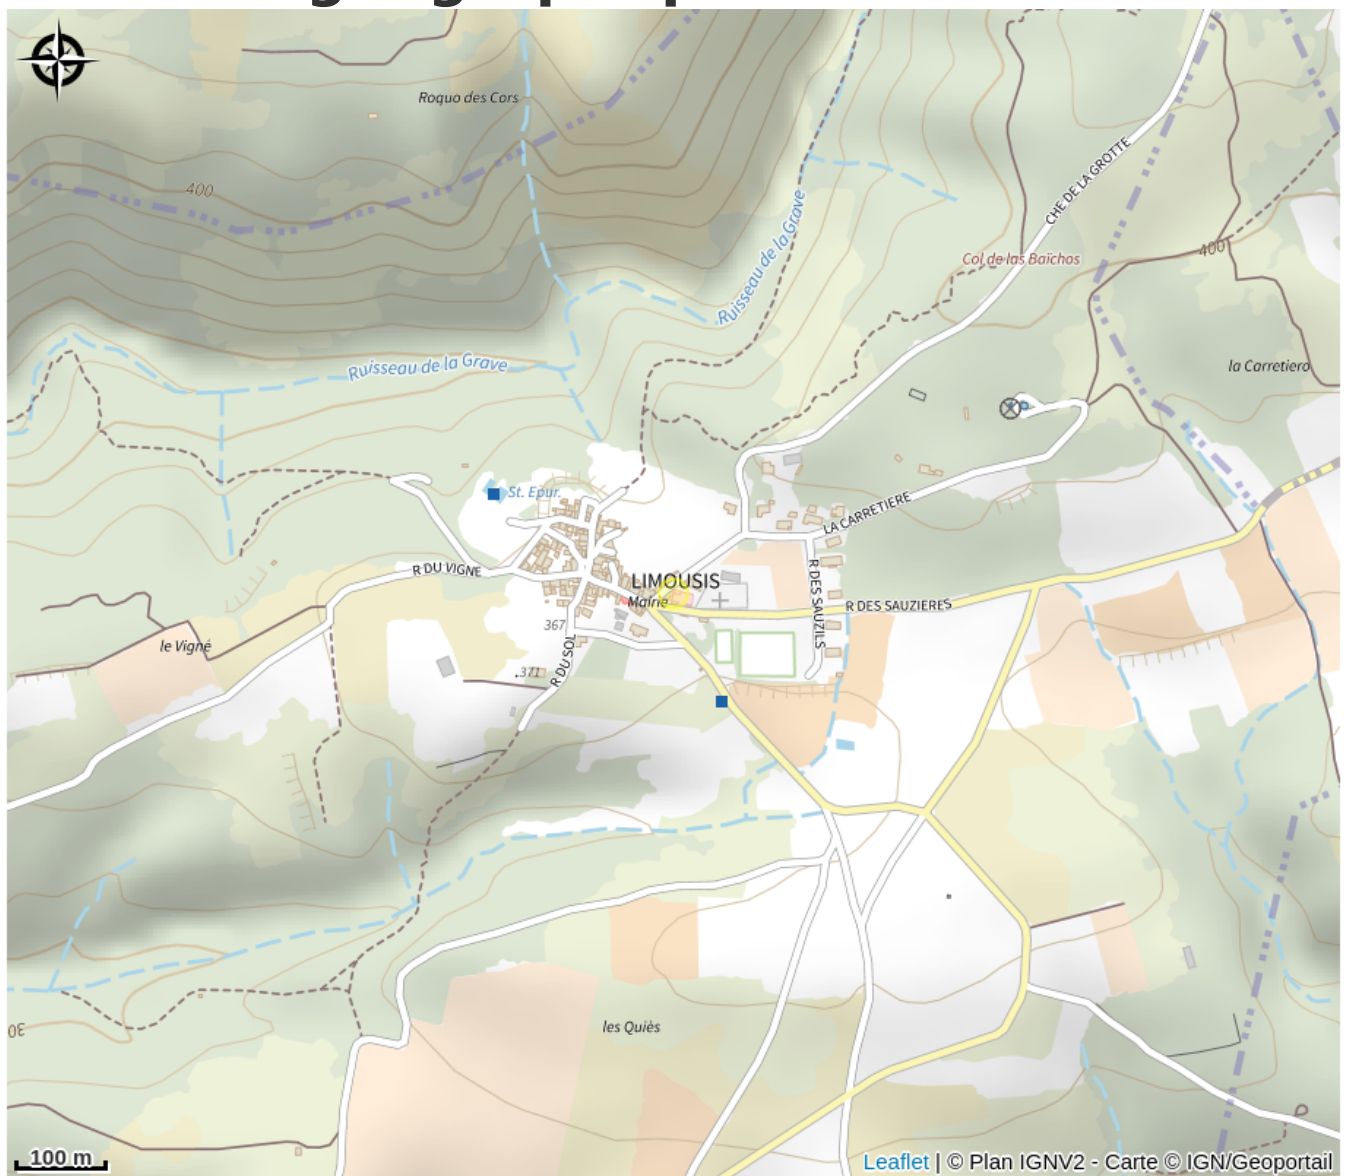 Roquo des Cors
400
CHE DE LA GROTTE
Ruisseau de la Grave
Col de las Baïchos
400
Ruisseau de la Grave
la Carretiero
St. Epur.
LA CARRETIERE
R DU VIGNE
LIMOUSIS
Mairie
R DES SAUZILS
R DES SAUZIERES
367
le Vigné
R DU SOL
371
les Quiès
30
100 m
Leaflet | © Plan IGNV2 - Carte © IGN/Geoportail